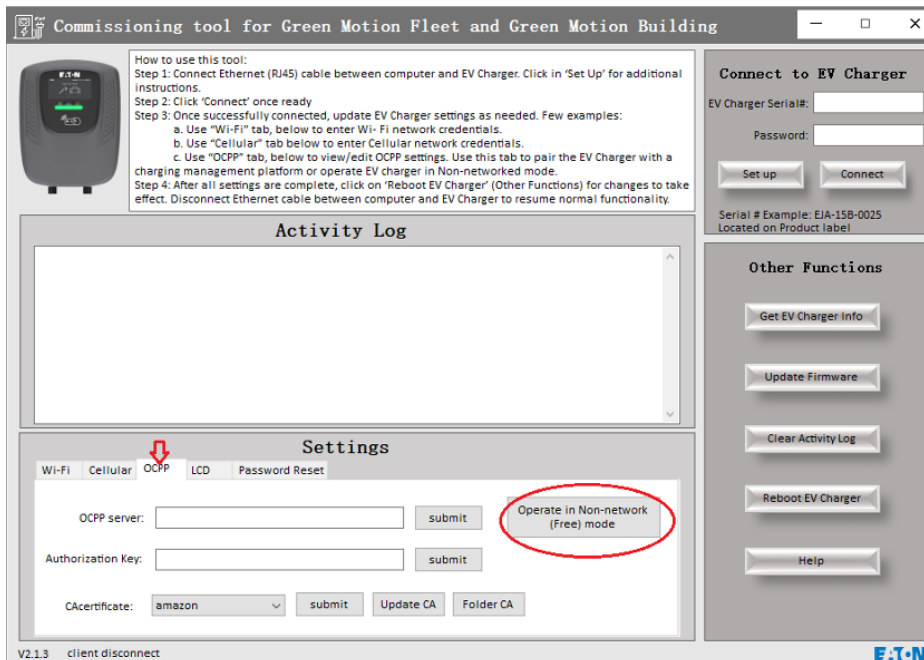 Commissioning tool for Green Motion Fleet and Green Motion Building
How to use this tool:
Step 1: Connect Ethernet (RJ45) cable between computer and EV Charger. Click in 'Set Up' for additional
instructions.
Step 2: Click 'Connect' once ready
Step 3: Once successfully connected, update EV Charger settings as needed. Few examples:
a. Use "Wi-Fi" tab, below to enter Wi- Fi network credentials.
b. Use "Cellular" tab below to enter Cellular network credentials.
c. Use "OCPP" tab, below to view/edit OCPP settings. Use this tab to pair the EV Charger with a
charging management platform or operate EV charger in Non-networked mode.
Step 4: After all settings are complete, click on 'Reboot EV Charger' (Other Functions) for changes to take
effect. Disconnect Ethernet cable between computer and EV Charger to resume normal functionality.
EATON
Connect to EV Charger
EV Charger Serial#:
Password:
Set up
Connect
Serial # Example: EJA-15B-0025
Located on Product label
Activity Log
Other Functions
Get EV Charger Info
Update Firmware
Clear Activity Log
Reboot EV Charger
Help
Settings
Wi-Fi
Cellular
OCPP
LCD
Password Reset
OCPP server:
submit
Operate in Non-network
(Free) mode
Authorization Key:
submit
CAcertificate:
amazon
submit
Update CA
Folder CA
V2.1.3
client disconnect
EATON